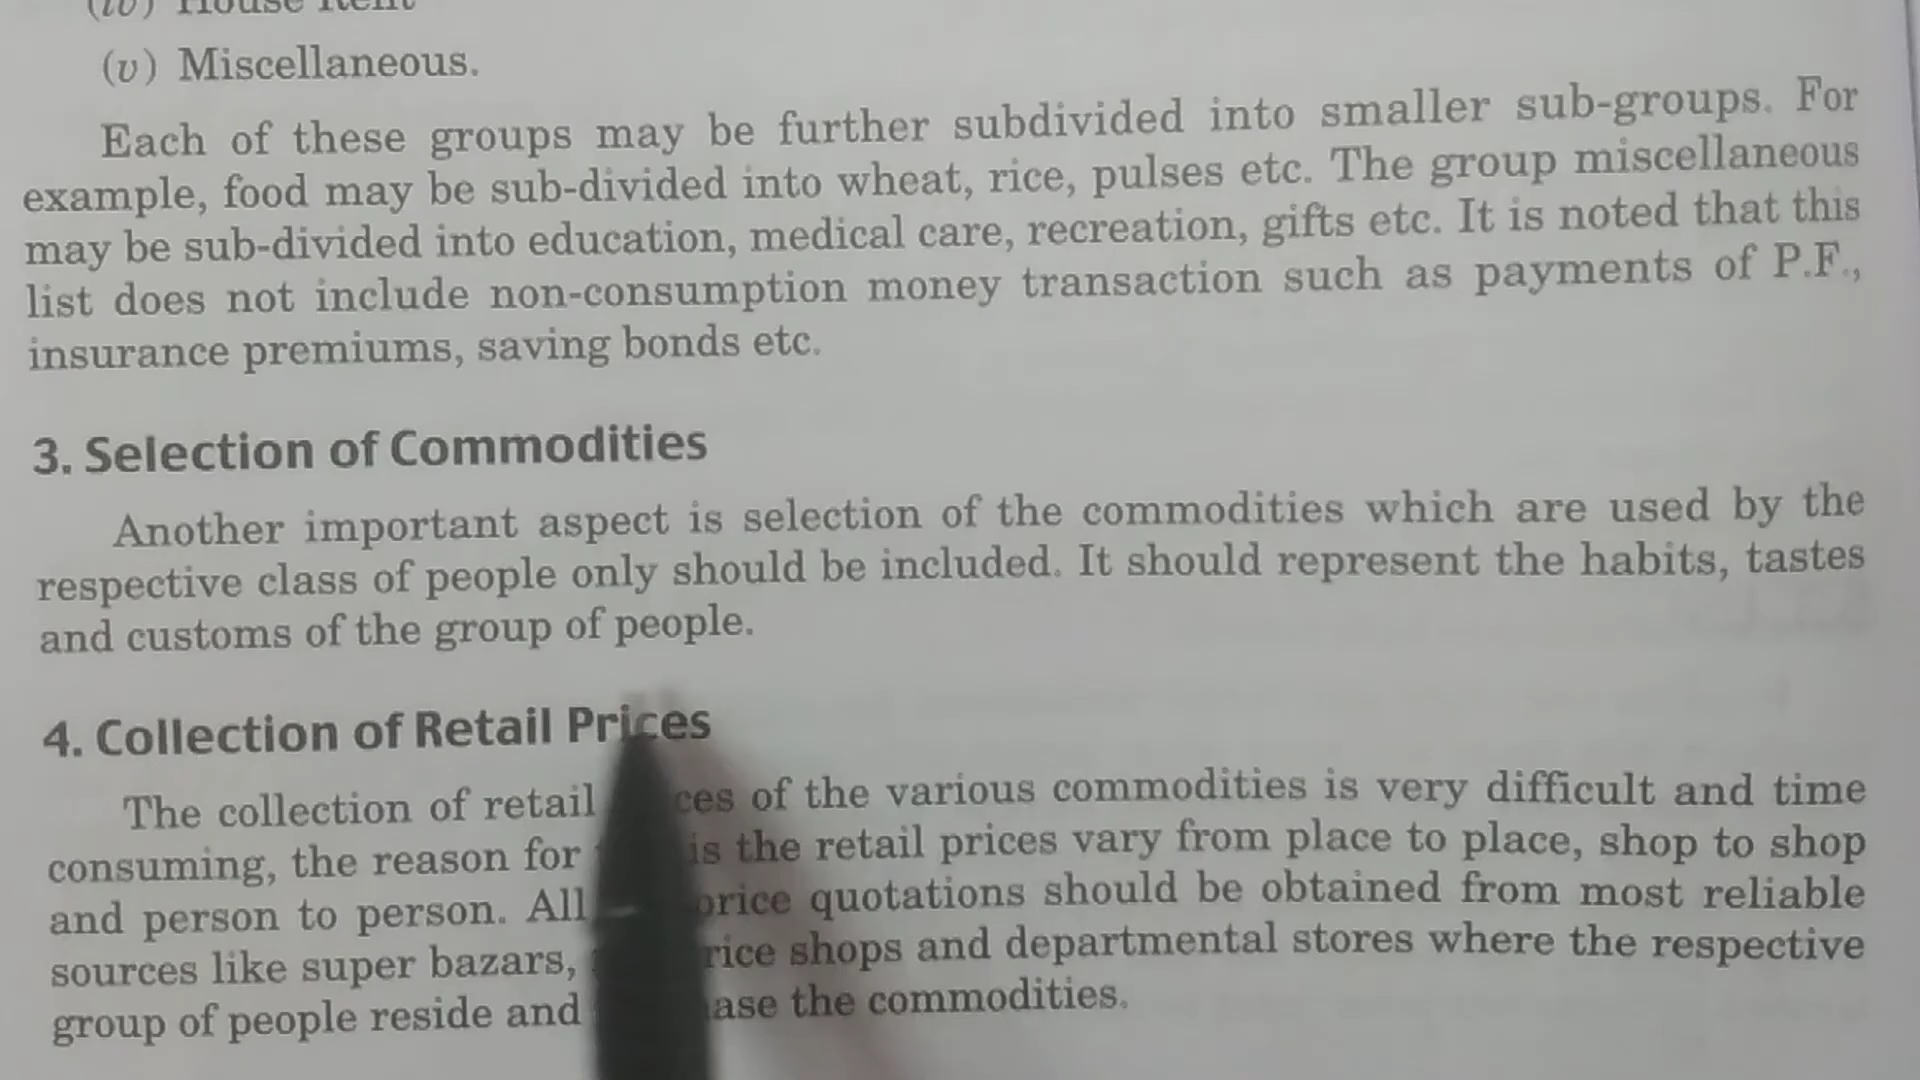 (iv) House Rent
(v) Miscellaneous.
Each of these groups may be further subdivided into smaller sub-groups. For
example, food may be sub-divided into wheat, rice, pulses etc. The group miscellaneous
may be sub-divided into education, medical care, recreation, gifts etc. It is noted that this
list does not include non-consumption money transaction such as payments of P.F.,
insurance premiums, saving bonds etc.
3. Selection of Commodities
Another important aspect is selection of the commodities which are used by the
respective class of people only should be included. It should represent the habits, tastes
and customs of the group of people.
4. Collection of Retail Prices
The collection of retail of the various commodities is very difficult and time
consuming, the reason for is the retail prices vary from place to place, shop to shop
and person to person. All price quotations should be obtained from most reliable
sources like super bazars, shops and departmental stores where the respective
group of people reside and the commodities.